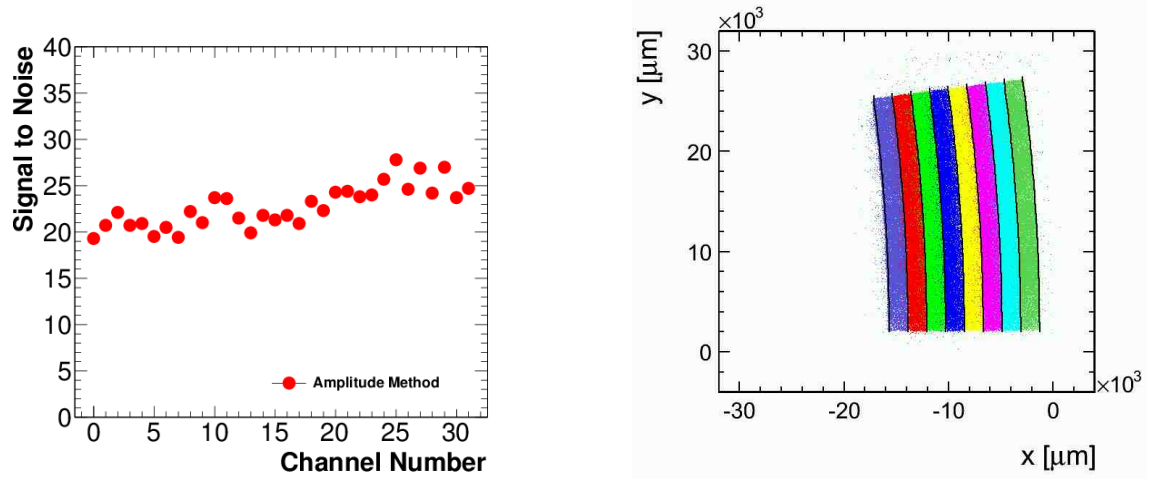 Signal to Noise
40
35
30
25
20
15
10
5
0
Amplitude Method
0 5 10 15 20 25 30
Channel Number
×10³
y [µm]
30
20
10
0
-30 -20 -10 0
×10³
x [µm]